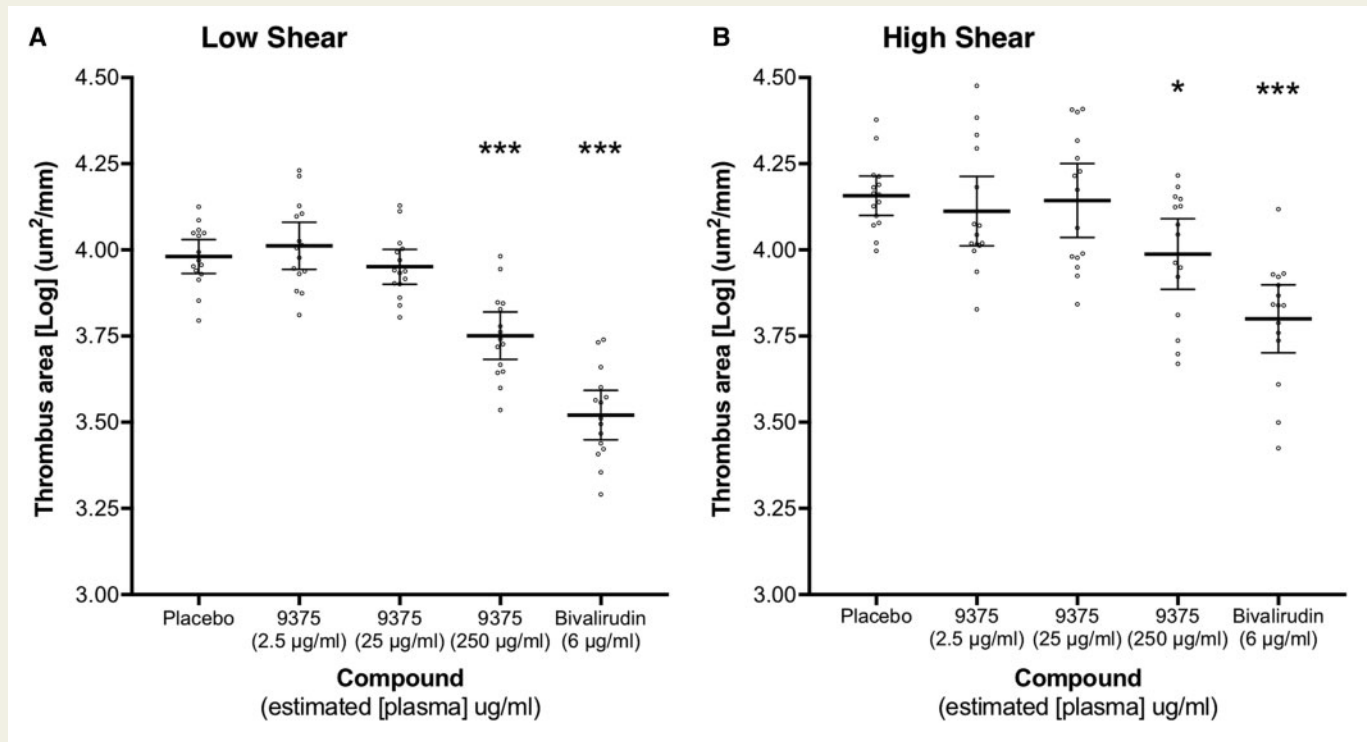 A
Low Shear
Thrombus area [Log] (um²/mm)
4.50
4.25
4.00
3.75
3.50
3.25
3.00
***
***
Placebo
9375
(2.5 µg/ml)
9375
(25 µg/ml)
9375
(250 µg/ml)
Bivalirudin
(6 µg/ml)
Compound
(estimated [plasma] ug/ml)
B
High Shear
Thrombus area [Log] (um²/mm)
4.50
4.25
4.00
3.75
3.50
3.25
3.00
*
***
Placebo
9375
(2.5 µg/ml)
9375
(25 µg/ml)
9375
(250 µg/ml)
Bivalirudin
(6 µg/ml)
Compound
(estimated [plasma] ug/ml)